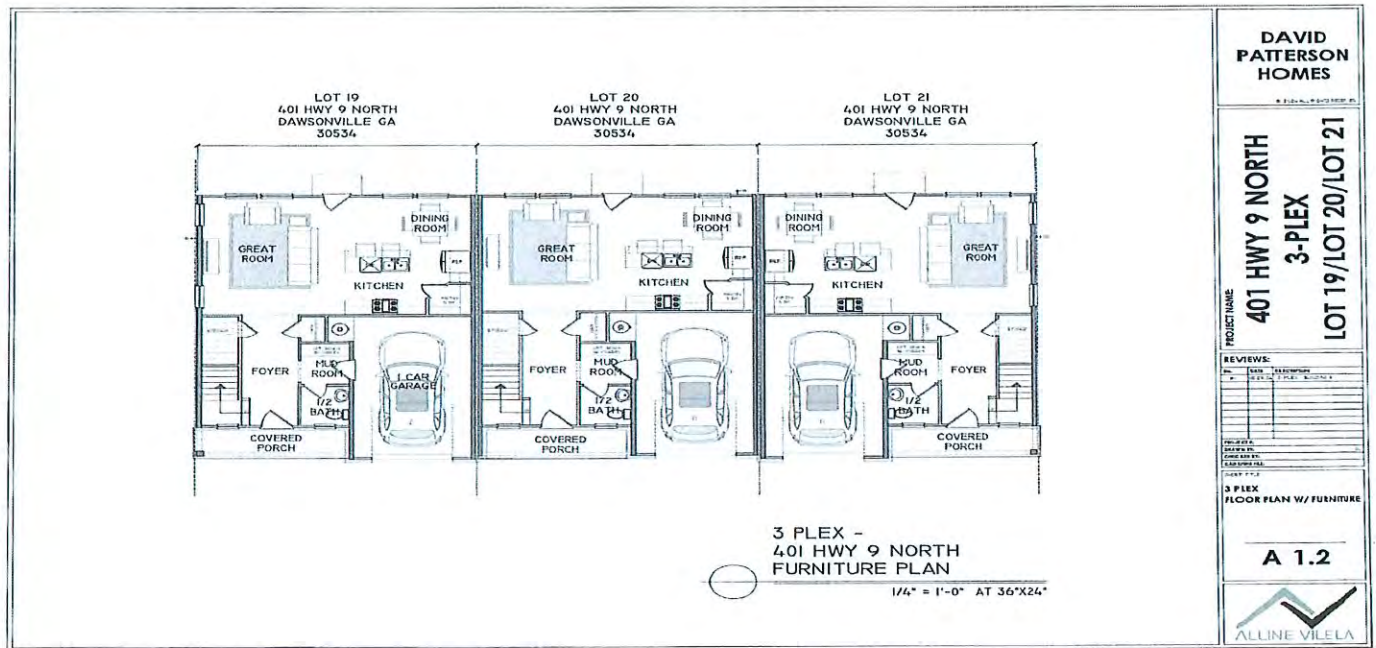 LOT 19
401 HWY 9 NORTH
DAWSONVILLE GA
30534
LOT 20
401 HWY 9 NORTH
DAWSONVILLE GA
30534
LOT 21
401 HWY 9 NORTH
DAWSONVILLE GA
30534
GREAT
ROOM
DINING
ROOM
KITCHEN
REF
FOYER
MUD
ROOM
1/2
BATH
1 CAR
GARAGE
COVERED
PORCH
GREAT
ROOM
DINING
ROOM
KITCHEN
FOYER
MUD
ROOM
1/2
BATH
COVERED
PORCH
DINING
ROOM
GREAT
ROOM
KITCHEN
MUD
ROOM
FOYER
1/2
BATH
COVERED
PORCH
3 PLEX -
401 HWY 9 NORTH
FURNITURE PLAN
1/4" = 1'-0" AT 36"X24"
DAVID
PATTERSON
HOMES
PROJECT NAME
401 HWY 9 NORTH
3-PLEX
LOT 19/LOT 20/LOT 21
REVIEWS:
No. DATE DESCRIPTION
3 PLEX
FLOOR PLAN W/ FURNITURE
A 1.2
ALLINE VILELA